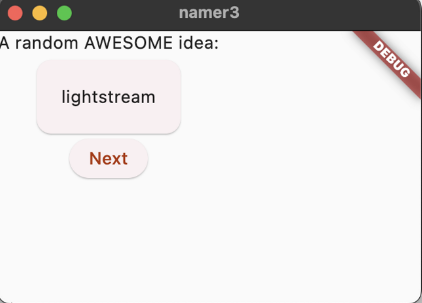 namer3
A random AWESOME idea:
DEBUG
lightstream
Next